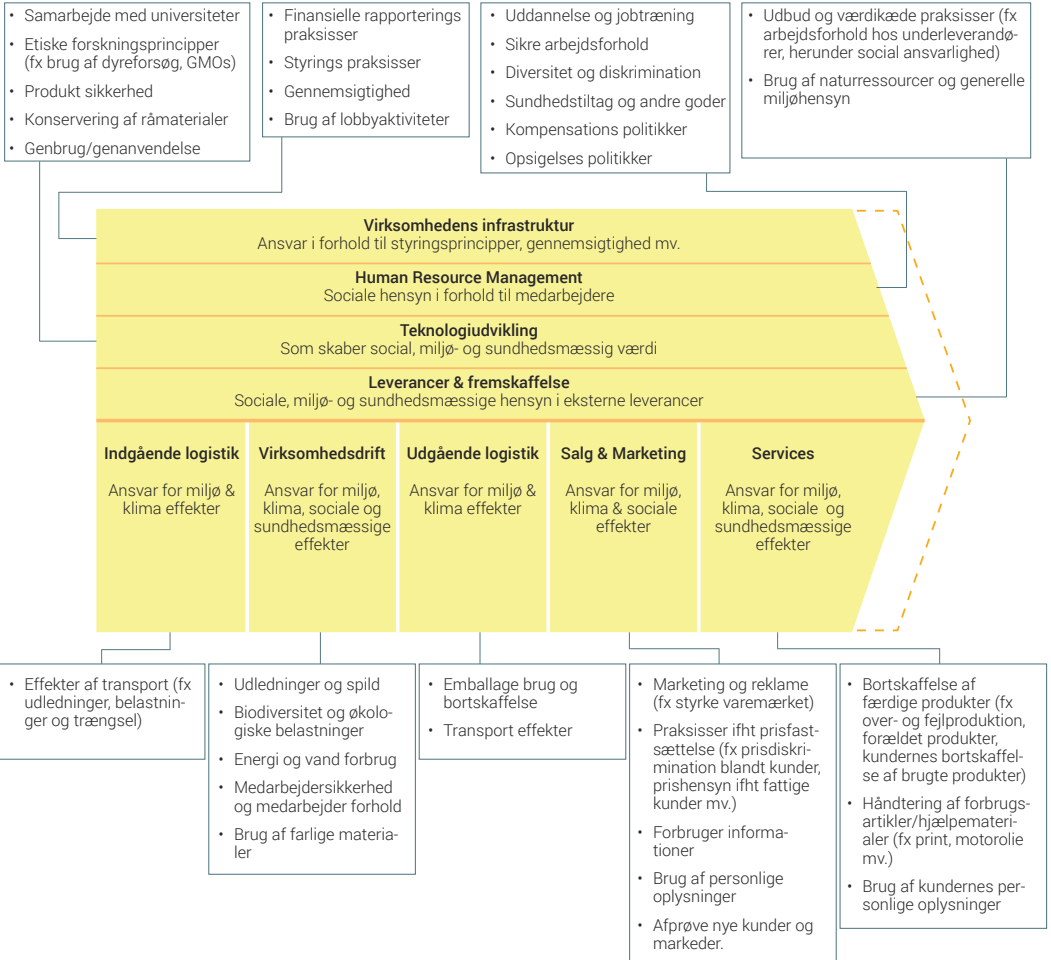 • Samarbejde med universiteter
• Etiske forskningsprincipper
(fx brug af dyreforsøg, GMOs)
• Produkt sikkerhed
• Konservering af råmaterialer
• Genbrug/genanvendelse
• Finansielle rapporterings
praksisser
• Styrings praksisser
• Gennemsigtighed
• Brug af lobbyaktiviteter
• Uddannelse og jobtræning
• Sikre arbejdsforhold
• Diversitet og diskrimination
• Sundhedstiltag og andre goder
• Kompensations politikker
• Opsigelses politikker
• Udbud og værdikæde praksisser (fx
arbejdsforhold hos underleverandø-
rer, herunder social ansvarlighed)
• Brug af naturressourcer og generelle
miljøhensyn
Virksomhedens infrastruktur
Ansvar i forhold til styringsprincipper, gennemsigtighed mv.
Human Resource Management
Sociale hensyn i forhold til medarbejdere
Teknologiudvikling
Som skaber social, miljø- og sundhedsmæssig værdi
Leverancer & fremskaffelse
Sociale, miljø- og sundhedsmæssige hensyn i eksterne leverancer
Indgående logistik
Ansvar for miljø &
klima effekter
Virksomhedsdrift
Ansvar for miljø,
klima, sociale og
sundhedsmæssige
effekter
Udgående logistik
Ansvar for miljø &
klima effekter
Salg & Marketing
Ansvar for miljø,
klima & sociale
effekter
Services
Ansvar for miljø,
klima, sociale og
sundhedsmæssige
effekter
• Effekter af transport (fx
udledninger, belastnin-
ger og trængsel)
• Udledninger og spild
• Biodiversitet og økolo-
giske belastninger
• Energi og vand forbrug
• Medarbejdersikkerhed
og medarbejder forhold
• Brug af farlige materia-
ler
• Emballage brug og
bortskaffelse
• Transport effekter
• Marketing og reklame
(fx styrke varemærket)
• Praksisser ifht prisfast-
sættelse (fx prisdiskri-
mination blandt kunder,
prishensyn ifht fattige
kunder mv.)
• Forbruger informa-
tioner
• Brug af personlige
oplysninger
• Afprøve nye kunder og
markeder.
• Bortskaffelse af
færdige produkter (fx
over- og fejlproduktion,
forældet produkter,
kundernes bortskaffel-
se af brugte produkter)
• Håndtering af forbrugs-
artikler/hjælpemateri-
aler (fx print, motorolie
mv.)
• Brug af kundernes per-
sonlige oplysninger